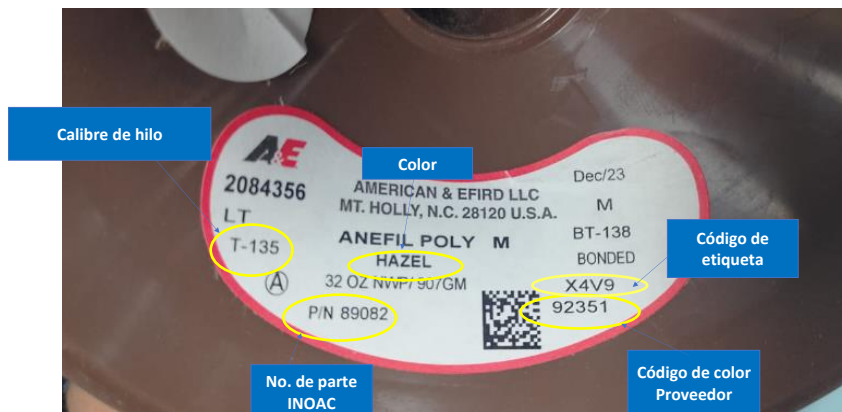 Calibre de hilo
Color
Código de
etiqueta
No. de parte
INOAC
Código de color
Proveedor
A&E
2084356
LT
T-135
A
AMERICAN & EFIRD LLC
MT. HOLLY, N.C. 28120 U.S.A.
ANEFIL POLY M
HAZEL
32 OZ NWP/ 907GM
P/N 89082
Dec/23
M
BT-138
BONDED
X4V9
92351